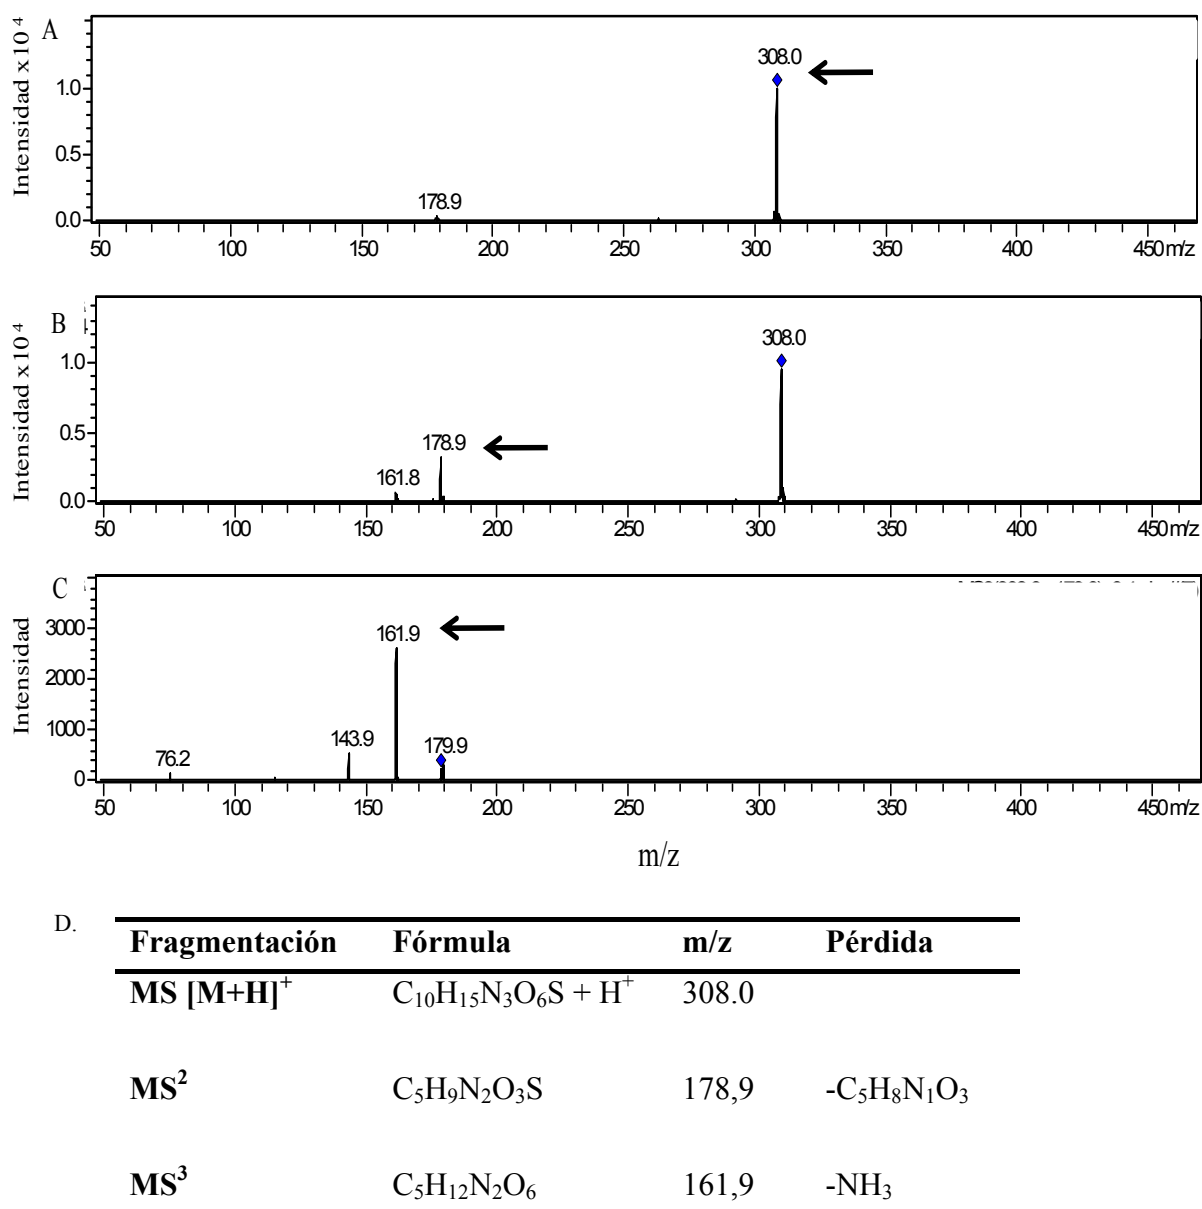 A
Intensidad x10⁴
308.0
178.9
1.0
0.5
0.0
50 100 150 200 250 300 350 400 450 m/z
B
Intensidad x10⁴
308.0
178.9
161.8
1.0
0.5
0.0
50 100 150 200 250 300 350 400 450 m/z
C
Intensidad
161.9
143.9
179.9
76.2
3000
2000
1000
0
50 100 150 200 250 300 350 400 450 m/z
m/z
D.
Fragmentación Fórmula m/z Pérdida
MS [M+H]⁺ C₁₀H₁₅N₃O₆S + H⁺ 308.0
MS² C₅H₉N₂O₃S 178,9 -C₅H₈N₁O₃
MS³ C₅H₁₂N₂O₆ 161,9 -NH₃